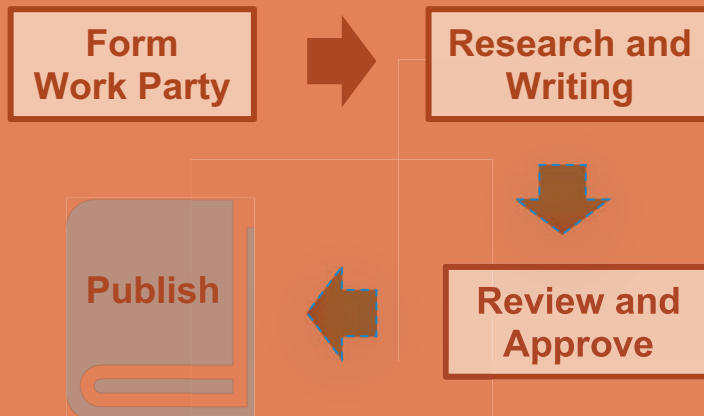 Form
Work Party
Research and
Writing
Review and
Approve
Publish